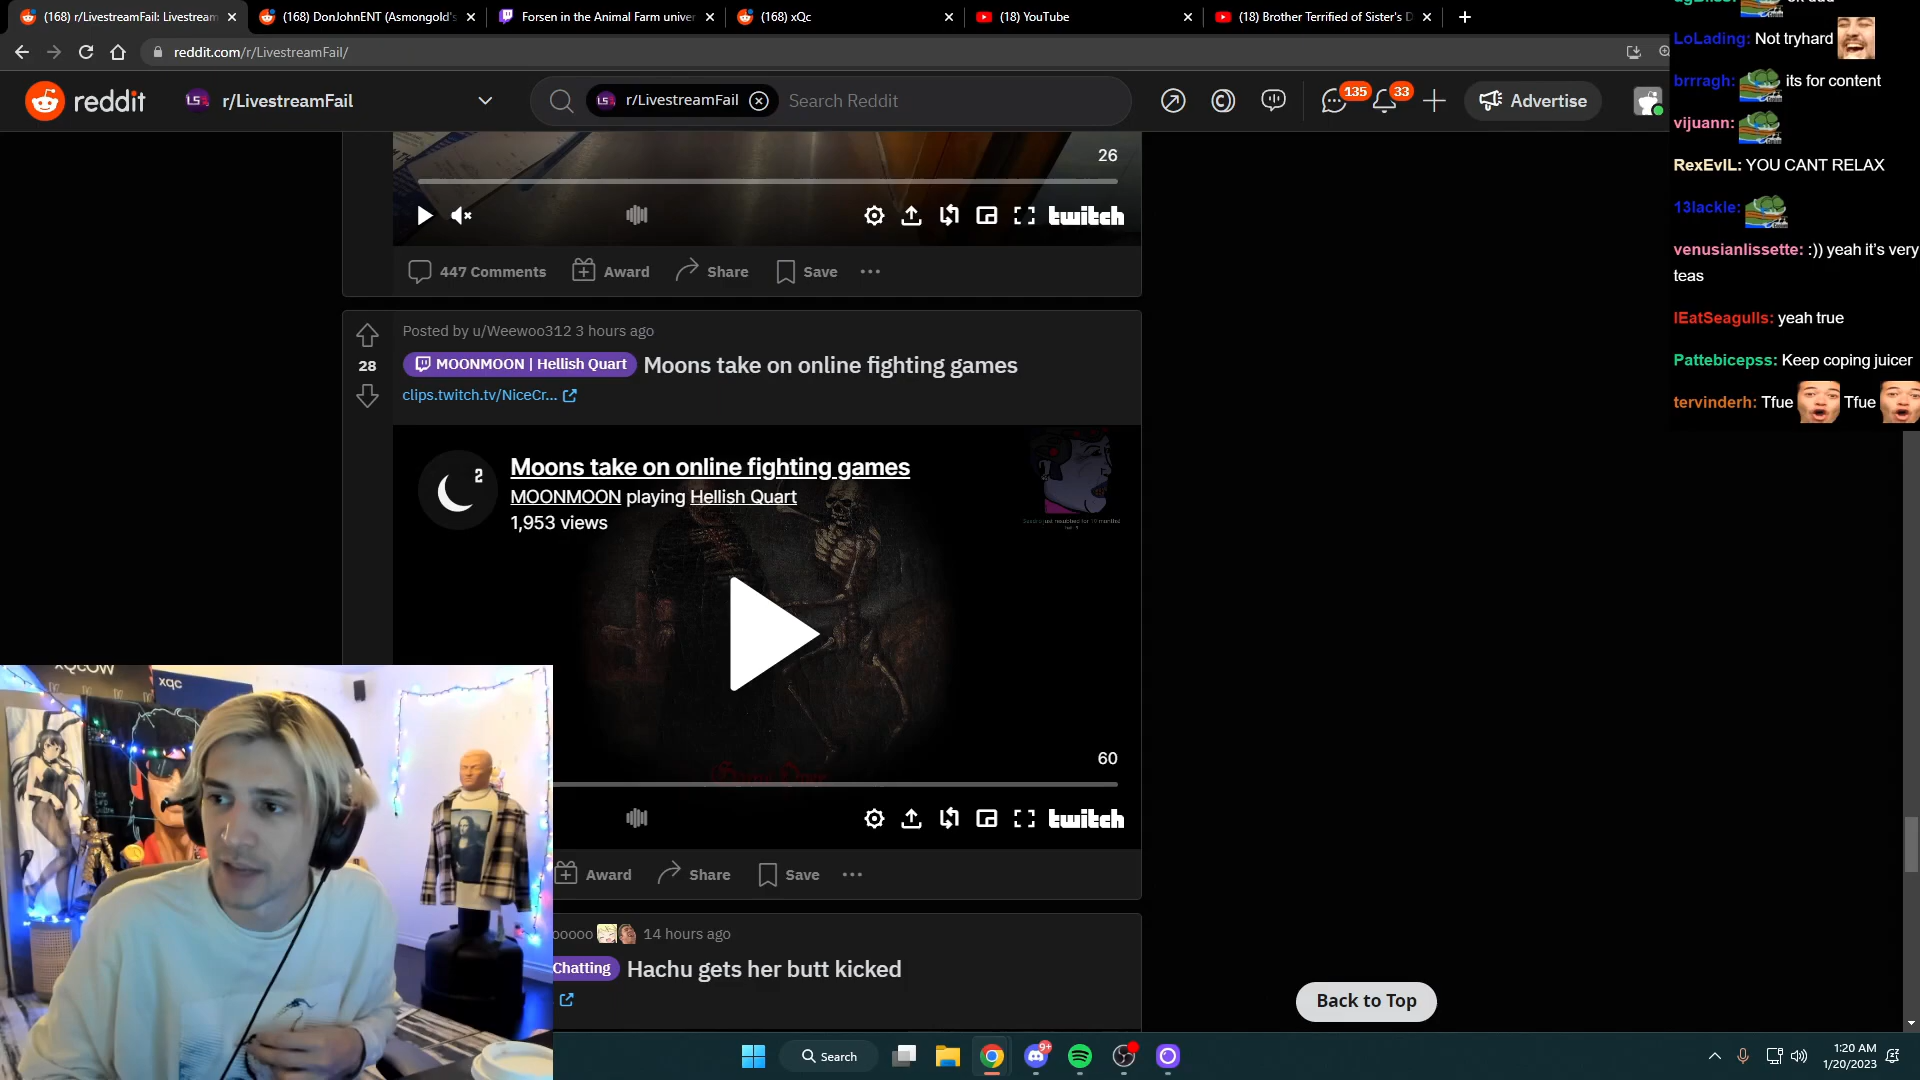 (168) r/LivestreamFail: Livestream
(168) DonJohnENT (Asmongold's
Forsen in the Animal Farm univer
(168) xQc
(18) YouTube
(18) Brother Terrified of Sister's D
reddit.com/r/LivestreamFail/
reddit
r/LivestreamFail
r/LivestreamFail
Search Reddit
135
33
Advertise
26
twitch
447 Comments
Award
Share
Save
Posted by u/Weewoo312 3 hours ago
28
MOONMOON | Hellish Quart
Moons take on online fighting games
clips.twitch.tv/NiceCr...
2
Moons take on online fighting games
MOONMOON playing Hellish Quart
1,953 views
60
twitch
Award
Share
Save
14 hours ago
Chatting
Hachu gets her butt kicked
Back to Top
LoLading: Not tryhard
brrragh: its for content
vijuann:
RexEvIL: YOU CANT RELAX
13lackie:
venusianlissette: :)) yeah it's very
teas
IEatSeagulls: yeah true
Pattebicepss: Keep coping juicer
tervinderh: Tfue Tfue
xqc
Search
9+
1:20 AM
1/20/2023